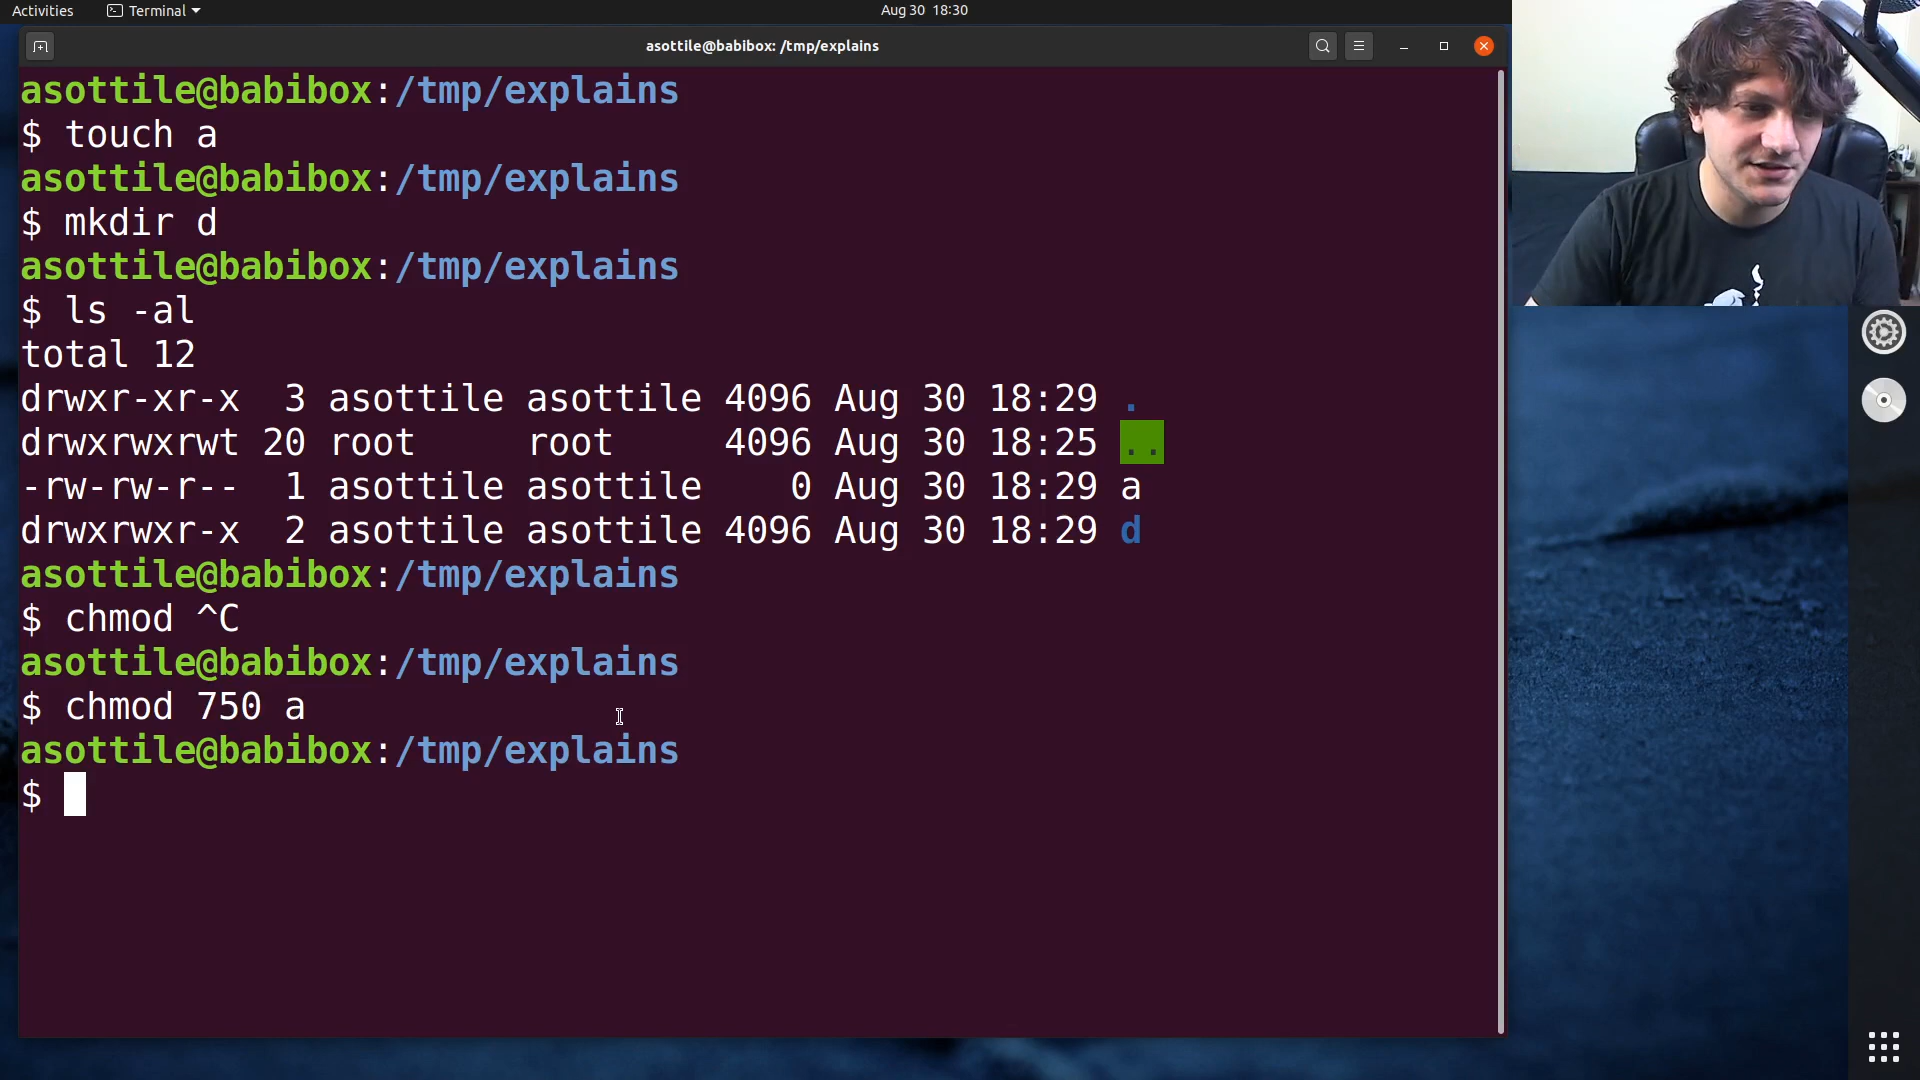 Activities
Terminal
Aug 30 18:30
asottile@babibox: /tmp/explains
asottile@babibox:/tmp/explains
$ touch a
asottile@babibox:/tmp/explains
$ mkdir d
asottile@babibox:/tmp/explains
$ ls -al
total 12
drwxr-xr-x  3 asottile asottile 4096 Aug 30 18:29 .
drwxrwxrwt 20 root     root     4096 Aug 30 18:25 ..
-rw-rw-r--  1 asottile asottile    0 Aug 30 18:29 a
drwxrwxr-x  2 asottile asottile 4096 Aug 30 18:29 d
asottile@babibox:/tmp/explains
$ chmod ^C
asottile@babibox:/tmp/explains
$ chmod 750 a
asottile@babibox:/tmp/explains
$